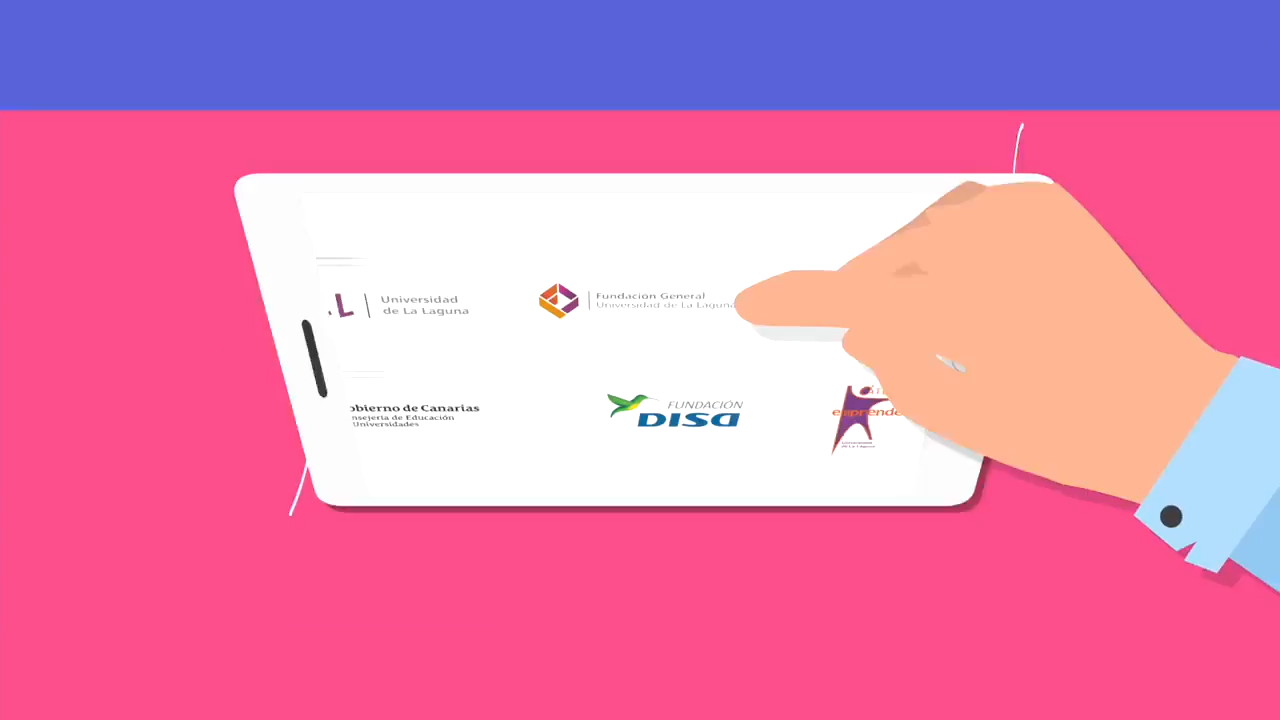 Universidad
de La Laguna
Fundación General
Universidad de La Laguna
obierno de Canarias
nsejería de Educación
Universidades
FUNDACIÓN
DISA
emprende